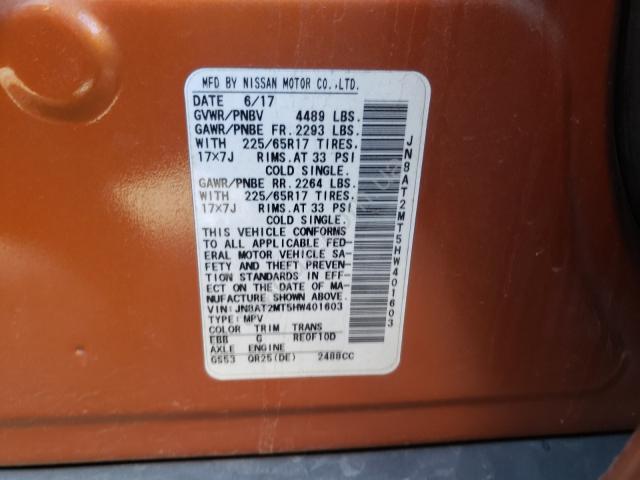 MFD BY NISSAN MOTOR CO.,LTD.
DATE 6/17
GVWR/PNBV 4489 LBS.
GAWR/PNBE FR. 2293 LBS.
WITH 225/65R17 TIRES.
17X7J RIMS.AT 33 PSI
COLD SINGLE.
GAWR/PNBE RR. 2264 LBS.
WITH 225/65R17 TIRES.
17X7J RIMS.AT 33 PSI
COLD SINGLE.
THIS VEHICLE CONFORMS
TO ALL APPLICABLE FED-
ERAL MOTOR VEHICLE SA-
FETY AND THEFT PREVEN-
TION STANDARDS IN EFF-
ECT ON THE DATE OF MA-
NUFACTURE SHOWN ABOVE.
VIN:JN8AT2MT5HW401603
TYPE:MPV
COLOR TRIM TRANS
EBB G RE0F10D
AXLE ENGINE
GS53 QR25(DE) 2488CC
JN8AT2MT5HW401603